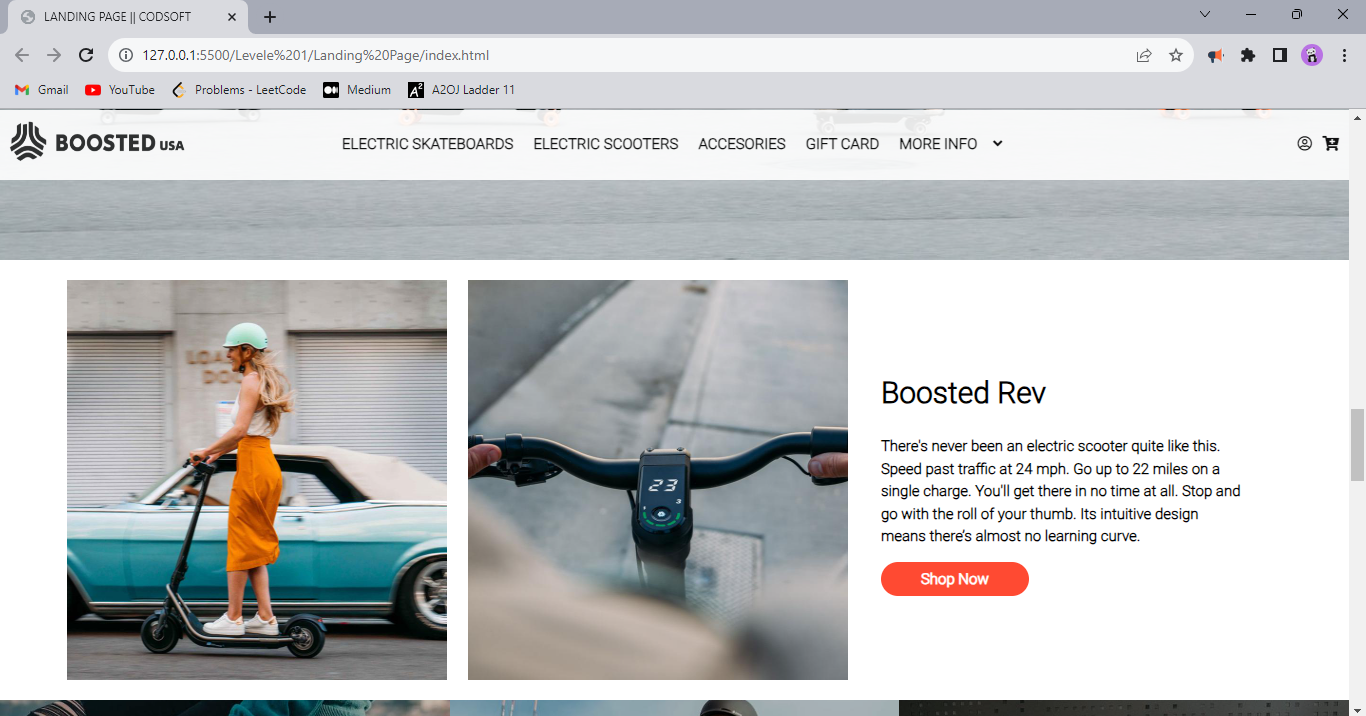 LANDING PAGE || CODSOFT
127.0.0.1:5500/Levele%201/Landing%20Page/index.html
Gmail YouTube Problems - LeetCode Medium A2OJ Ladder 11
BOOSTED USA ELECTRIC SKATEBOARDS ELECTRIC SCOOTERS ACCESORIES GIFT CARD MORE INFO
23
3
Boosted Rev
There's never been an electric scooter quite like this.
Speed past traffic at 24 mph. Go up to 22 miles on a
single charge. You'll get there in no time at all. Stop and
go with the roll of your thumb. Its intuitive design
means there’s almost no learning curve.
Shop Now